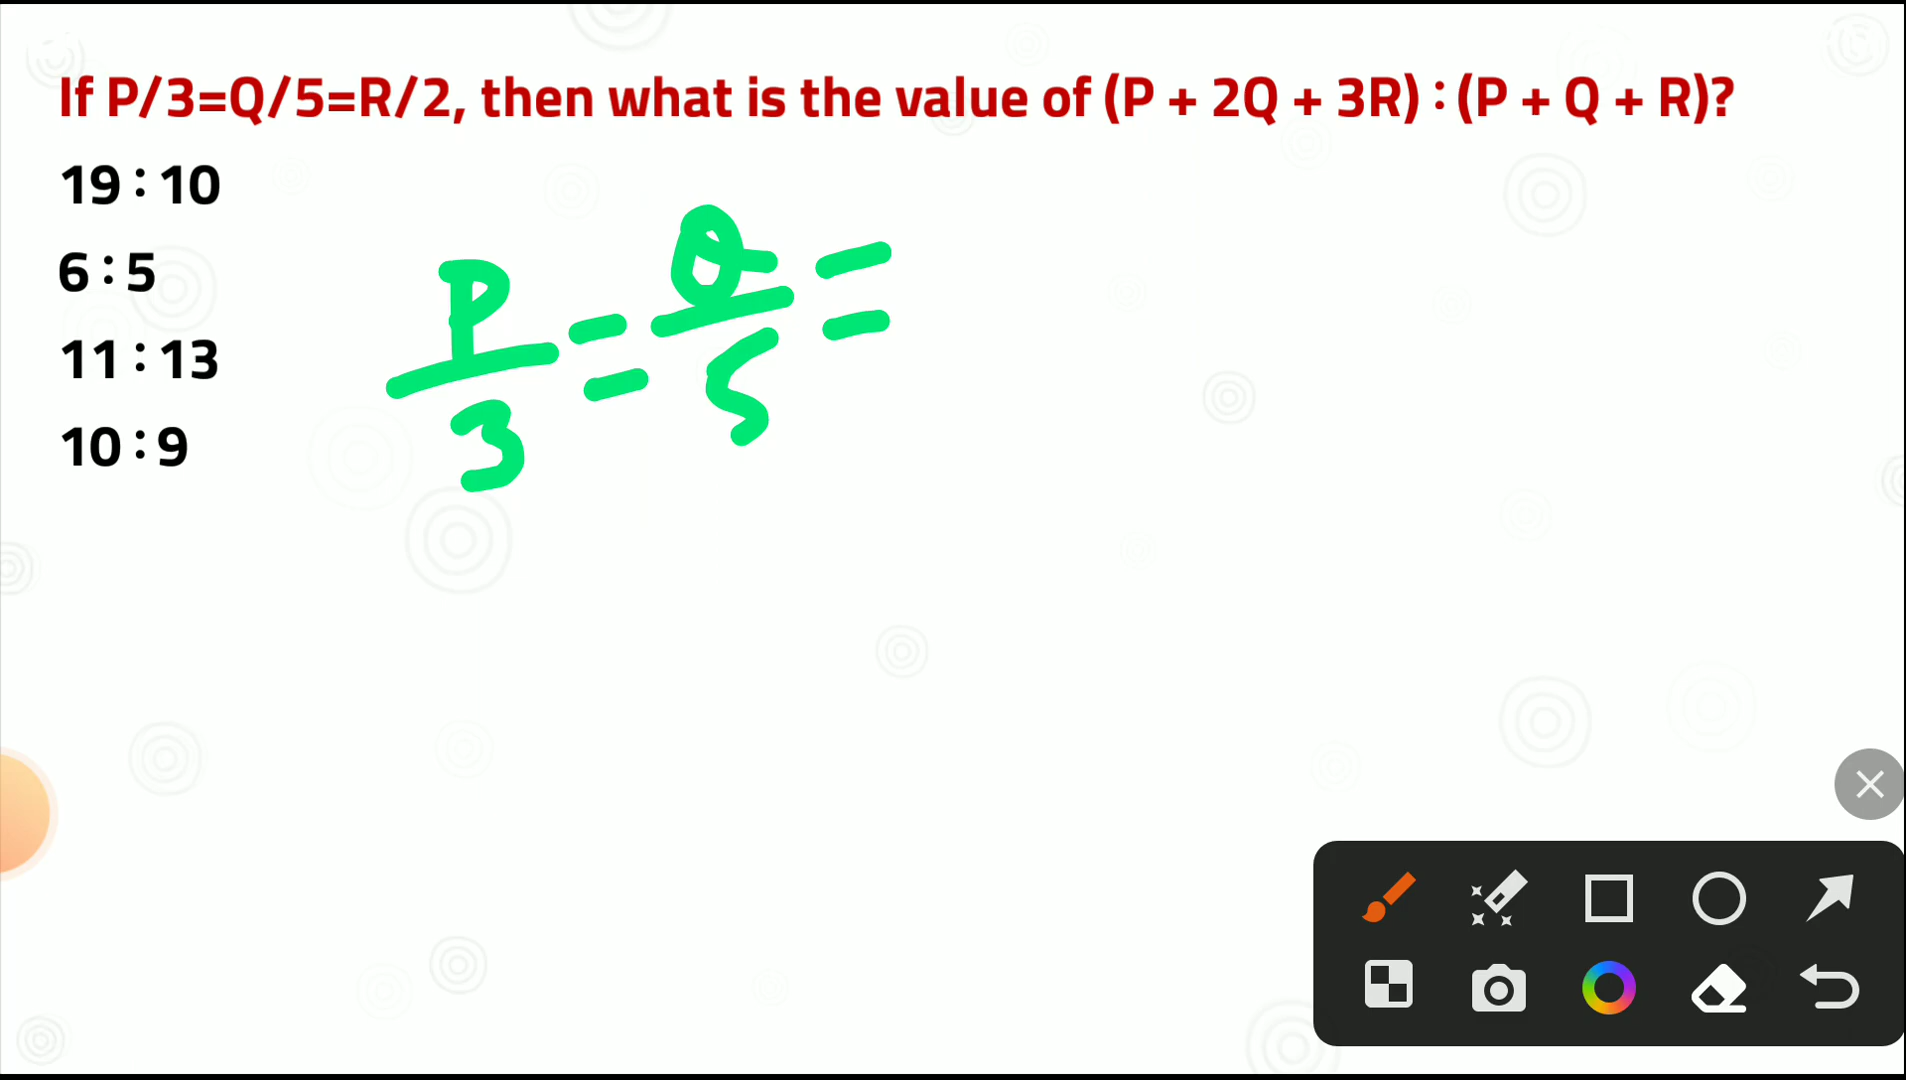 If P/3=Q/5=R/2, then what is the value of (P + 2Q + 3R) : (P + Q + R)?
19 : 10
6 : 5
11 : 13
10 : 9
P/3 = Q/5 =